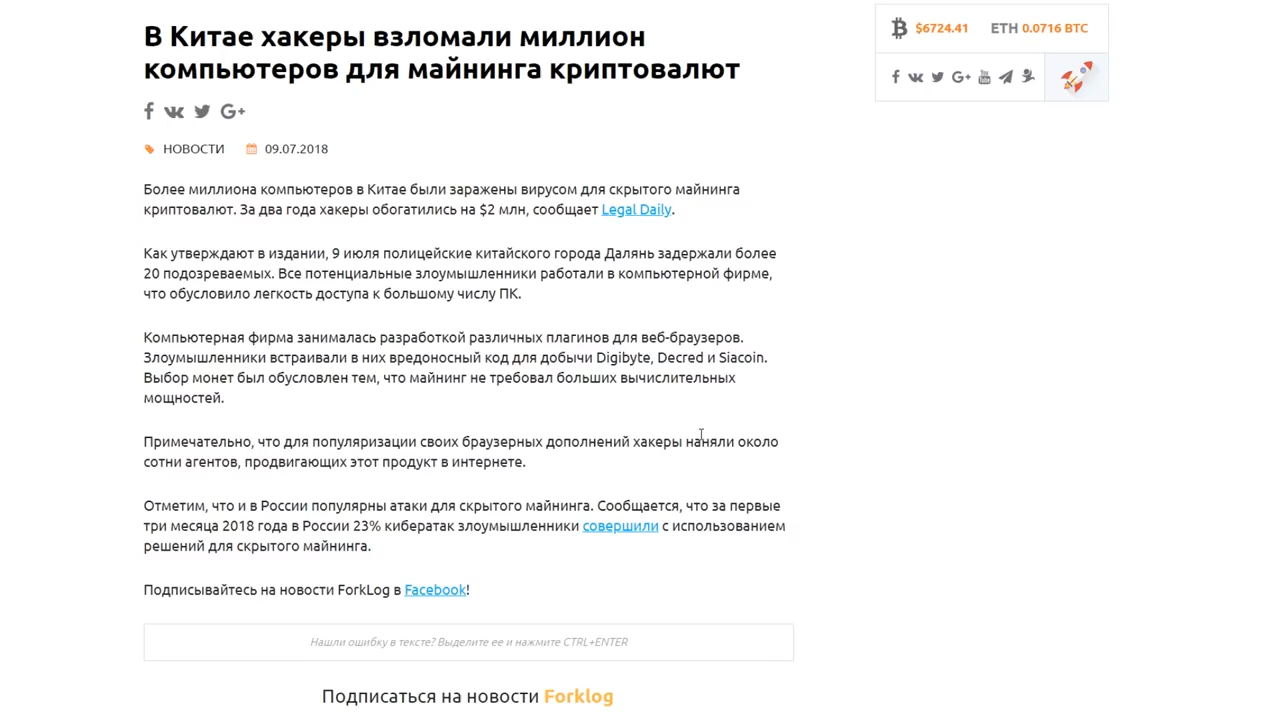 В Китае хакеры взломали миллион
компьютеров для майнинга криптовалют
НОВОСТИ 09.07.2018
Более миллиона компьютеров в Китае были заражены вирусом для скрытого майнинга
криптовалют. За два года хакеры обогатились на $2 млн, сообщает Legal Daily.
Как утверждают в издании, 9 июля полицейские китайского города Далянь задержали более
20 подозреваемых. Все потенциальные злоумышленники работали в компьютерной фирме,
что обусловило легкость доступа к большому числу ПК.
Компьютерная фирма занималась разработкой различных плагинов для веб-браузеров.
Злоумышленники встраивали в них вредоносный код для добычи Digibyte, Decred и Siacoin.
Выбор монет был обусловлен тем, что майнинг не требовал больших вычислительных
мощностей.
Примечательно, что для популяризации своих браузерных дополнений хакеры наняли около
сотни агентов, продвигающих этот продукт в интернете.
Отметим, что и в России популярны атаки для скрытого майнинга. Сообщается, что за первые
три месяца 2018 года в России 23% кибератак злоумышленники совершили с использованием
решений для скрытого майнинга.
Подписывайтесь на новости ForkLog в Facebook!
Нашли ошибку в тексте? Выделите ее и нажмите CTRL+ENTER
Подписаться на новости Forklog
$6724.41 ETH 0.0716 BTC